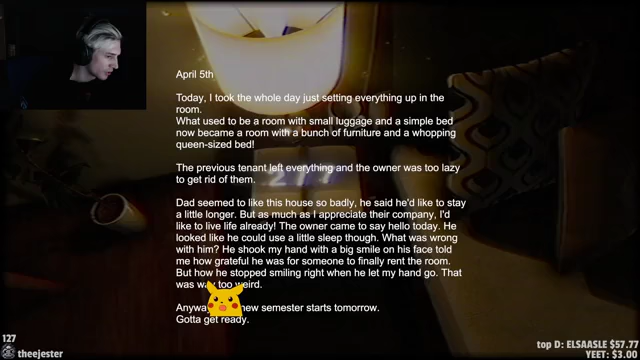 April 5th
Today, I took the whole day just setting everything up in the
room.
What used to be a room with small luggage and a simple bed
now became a room with a bunch of furniture and a whopping
queen-sized bed!
The previous tenant left everything and the owner was too lazy
to get rid of them.
277
Dad seemed to like this house so badly, he said he'd like to stay
a little longer. But as much as I appreciate their company, I'd
like to live life already! The owner came to say hello today. He
looked like he could use a little sleep though. What was wrong
with him? He shook my hand with a big smile on his face told
me how grateful he was for someone to finally rent the room.
But how he stopped smiling right when he let my hand go. That
was way too weird.
Anyway new semester starts tomorrow.
Gotta get ready.
127
theejester
top D: ELSAASLE $57.77
YEET: $3.00